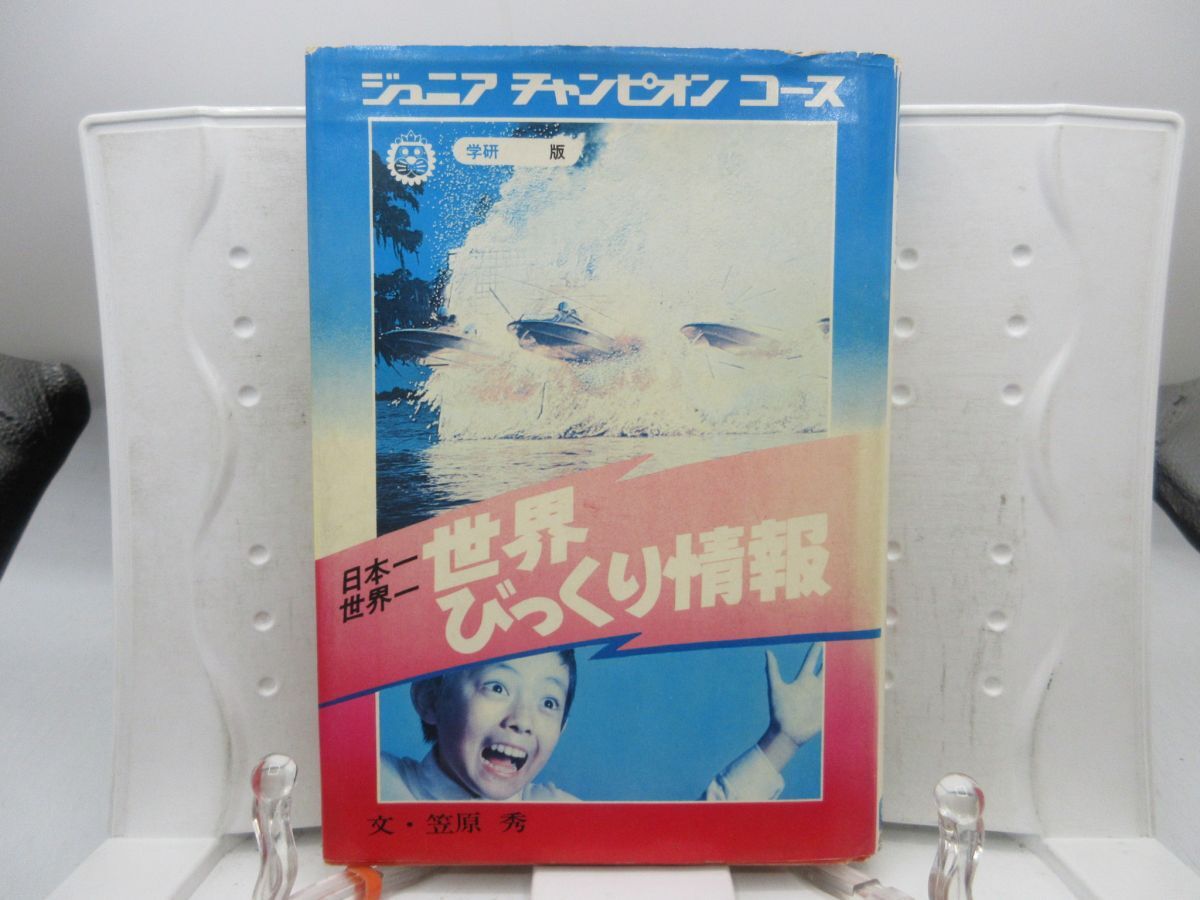 ジュニア チャンピオン コース
学研 版
日本一
世界一
世界
びっくり情報
文・笠原 秀